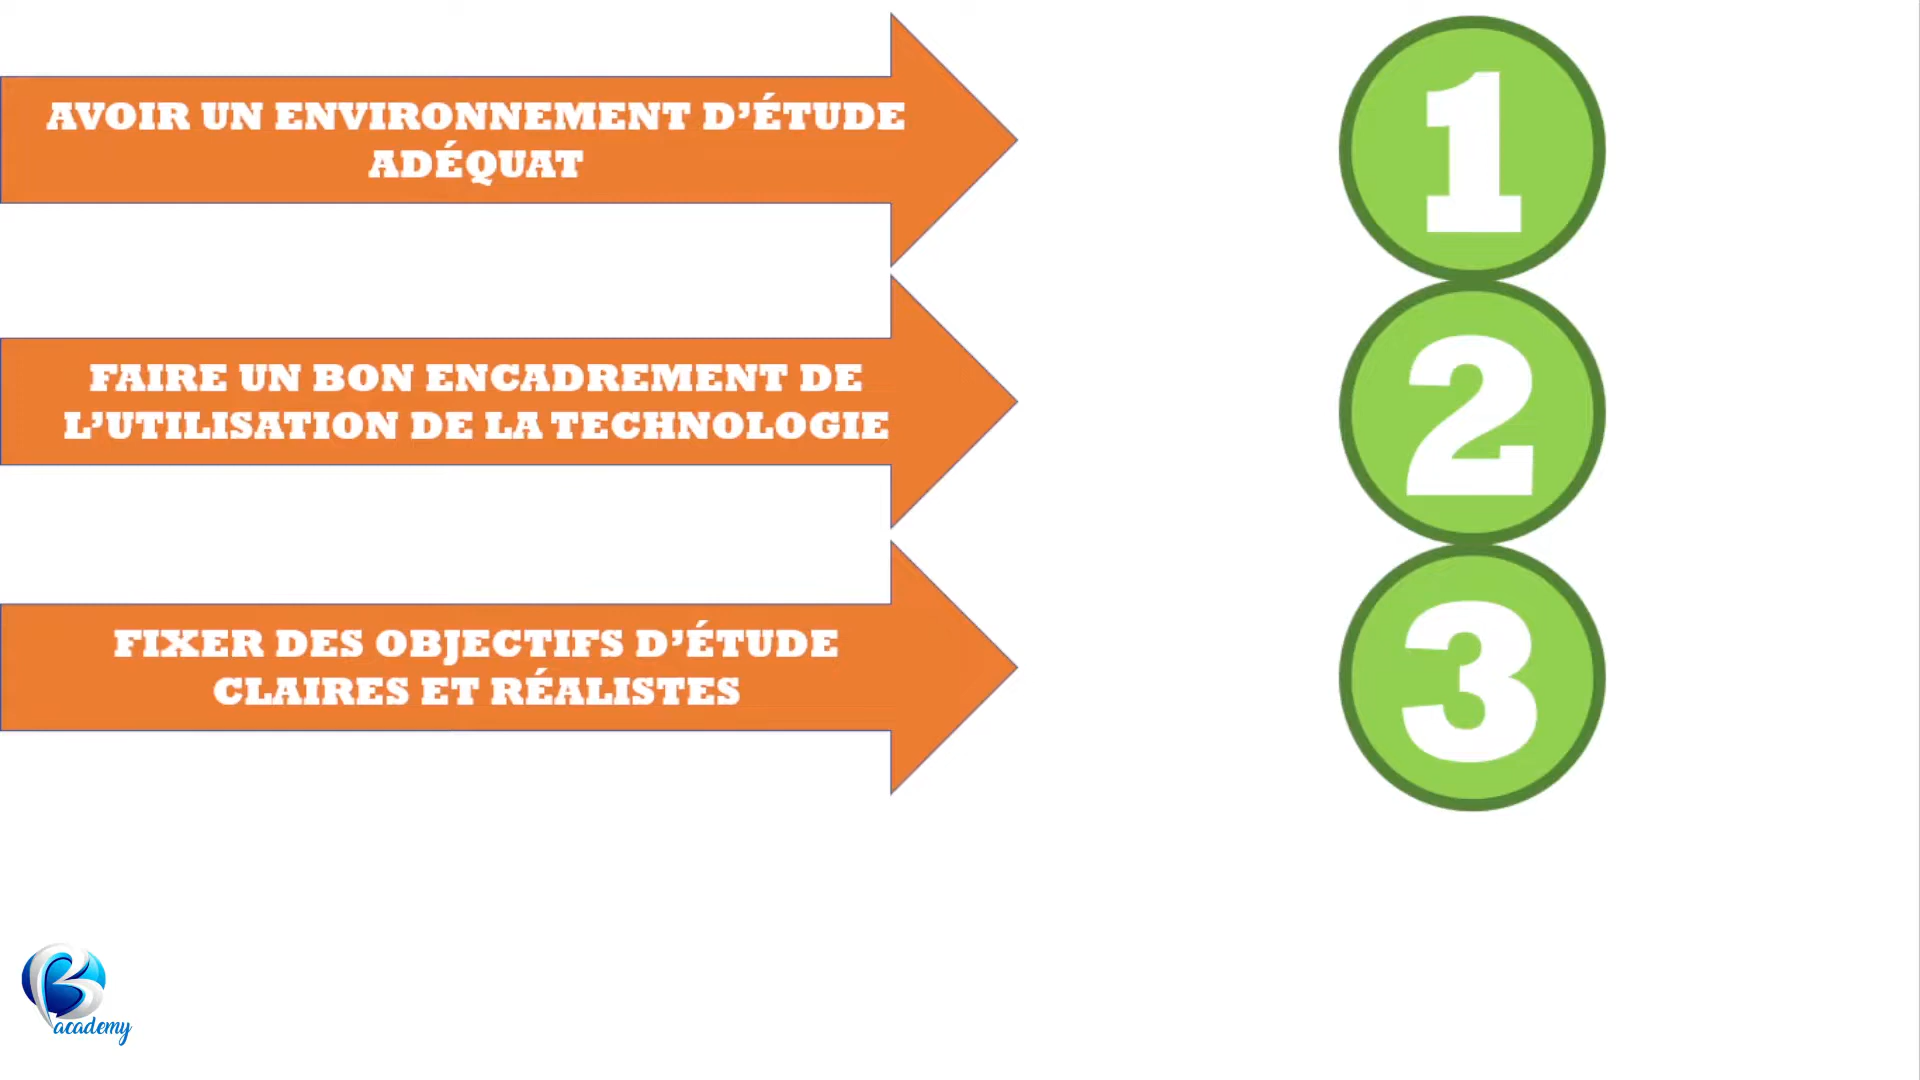 AVOIR UN ENVIRONNEMENT D’ÉTUDE
ADÉQUAT
1
FAIRE UN BON ENCADREMENT DE
L’UTILISATION DE LA TECHNOLOGIE
2
FIXER DES OBJECTIFS D’ÉTUDE
CLAIRES ET RÉALISTES
3
academy